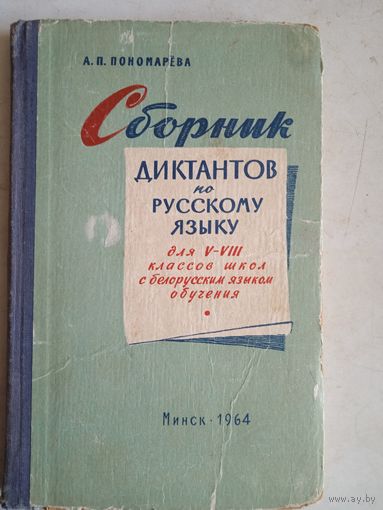 А. П. ПОНОМАРЁВА
Сборник
ДИКТАНТОВ
по
РУССКОМУ
ЯЗЫКУ
для V-VIII
классов школ
с белорусским языком
обучения
Минск · 1964
www.ay.by